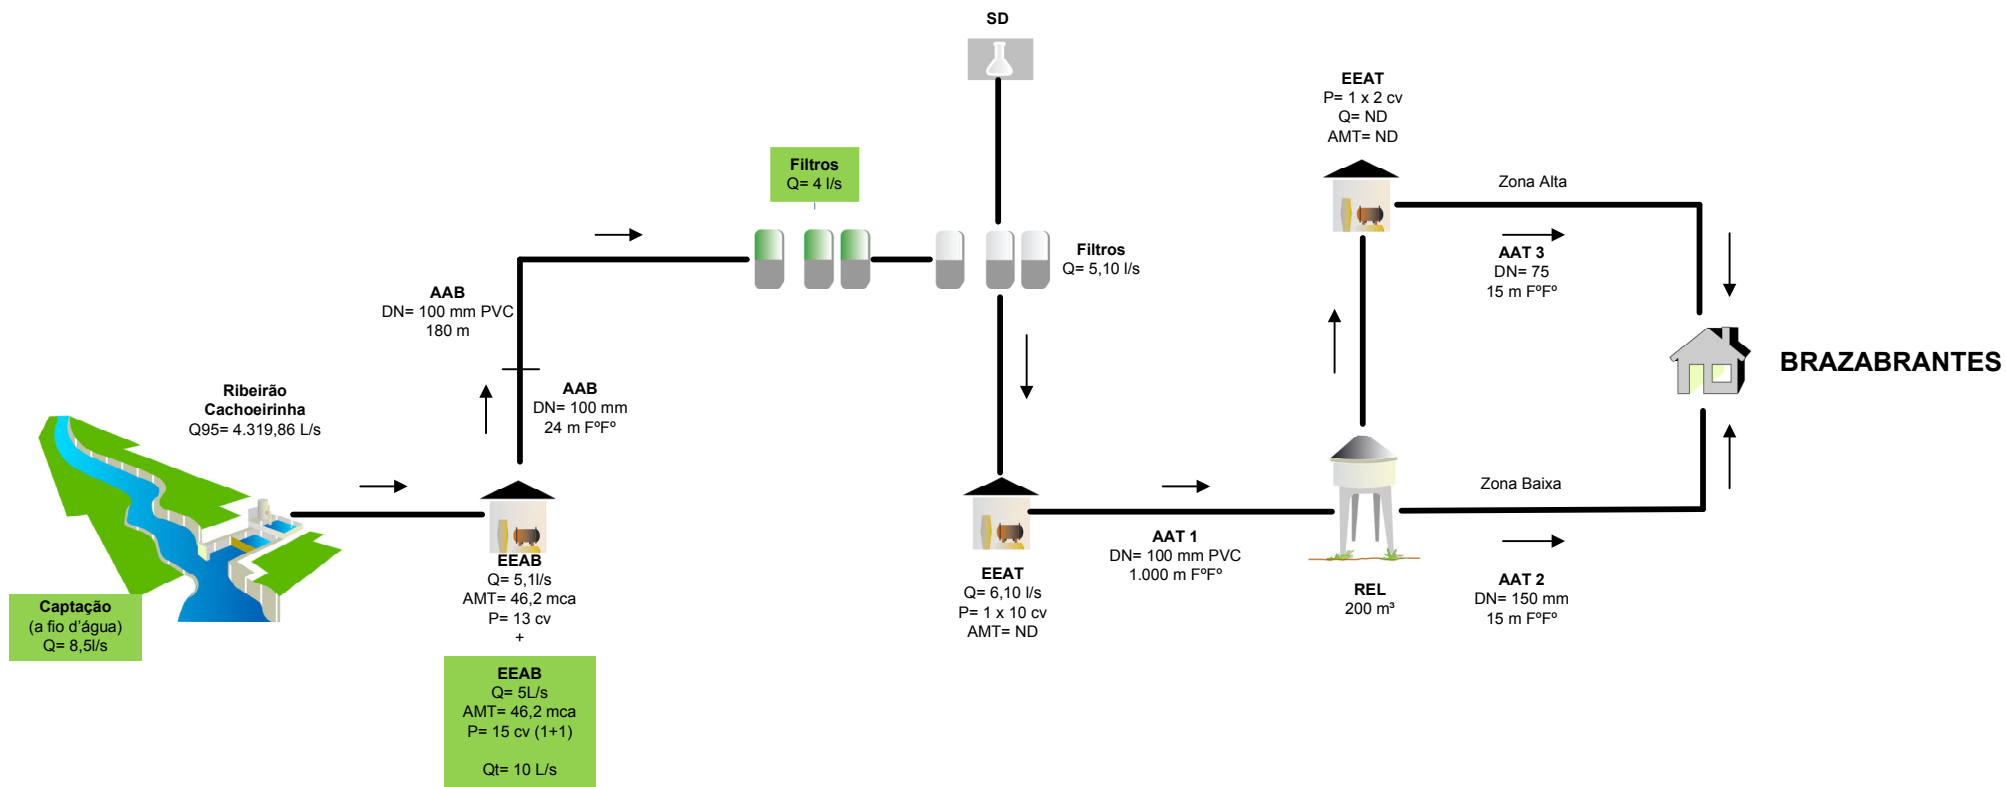 SD
EEAT
P= 1 x 2 cv
Q= ND
AMT= ND
Filtros
Q= 4 l/s
Zona Alta
Filtros
Q= 5,10 l/s
AAT 3
DN= 75
15 m FºFº
AAB
DN= 100 mm PVC
180 m
BRAZABRANTES
Ribeirão
Cachoeirinha
Q95= 4.319,86 L/s
AAB
DN= 100 mm
24 m FºFº
Zona Baixa
EEAB
Q= 5,1l/s
AMT= 46,2 mca
P= 13 cv
+
EEAT
Q= 6,10 l/s
P= 1 x 10 cv
AMT= ND
AAT 1
DN= 100 mm PVC
1.000 m FºFº
REL
200 m³
AAT 2
DN= 150 mm
15 m FºFº
Captação
(a fio d'água)
Q= 8,5l/s
EEAB
Q= 5L/s
AMT= 46,2 mca
P= 15 cv (1+1)
Qt= 10 L/s